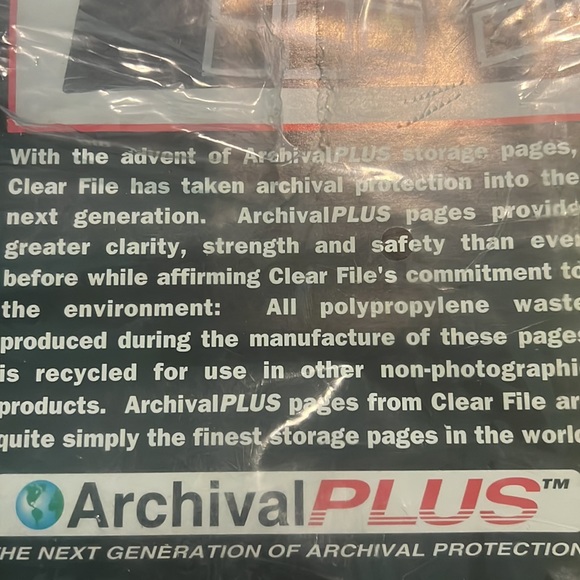 With the advent of ArchivalPLUS storage pages,
Clear File has taken archival protection into the
next generation. ArchivalPLUS pages provide
greater clarity, strength and safety than ever
before while affirming Clear File's commitment to
the environment: All polypropylene waste
produced during the manufacture of these pages
is recycled for use in other non-photographi
products. ArchivalPLUS pages from Clear File ar
quite simply the finest storage pages in the world
ArchivalPLUS™
THE NEXT GENERATION OF ARCHIVAL PROTECTION